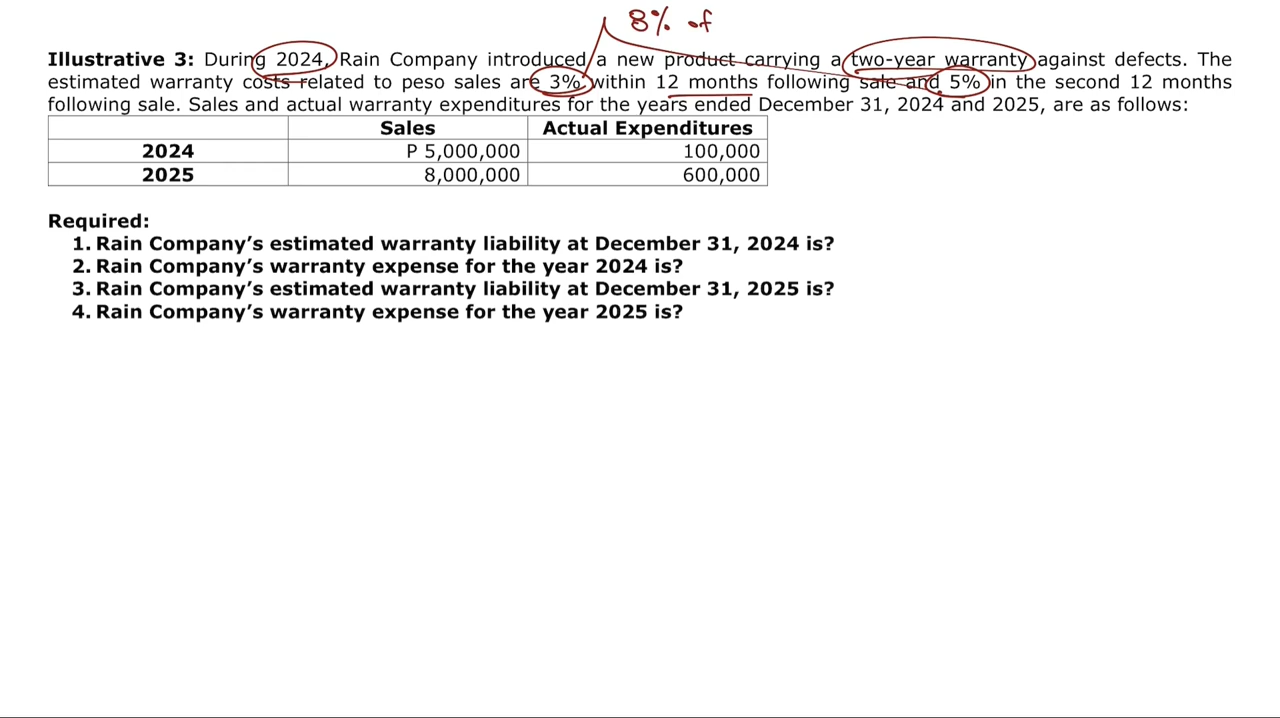 8% of
Illustrative 3: During 2024, Rain Company introduced a new product carrying a two-year warranty against defects. The
estimated warranty costs related to peso sales are 3% within 12 months following sale and 5% in the second 12 months
following sale. Sales and actual warranty expenditures for the years ended December 31, 2024 and 2025, are as follows:
Sales Actual Expenditures
2024 P 5,000,000 100,000
2025 8,000,000 600,000
Required:
1. Rain Company’s estimated warranty liability at December 31, 2024 is?
2. Rain Company’s warranty expense for the year 2024 is?
3. Rain Company’s estimated warranty liability at December 31, 2025 is?
4. Rain Company’s warranty expense for the year 2025 is?